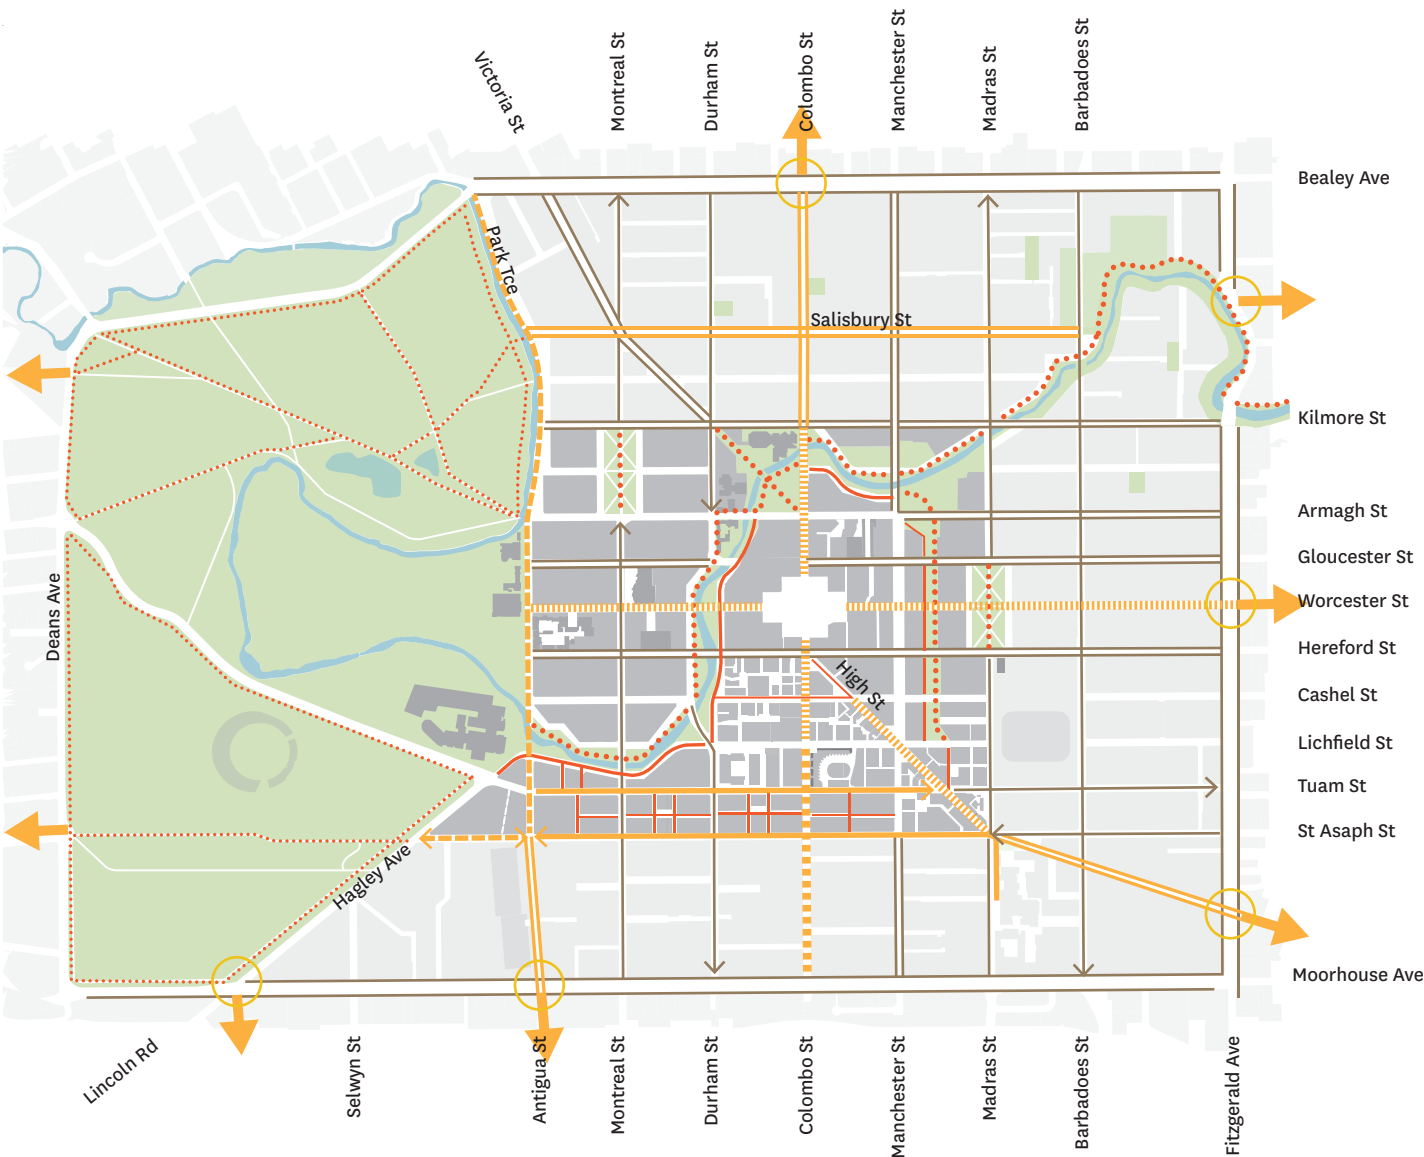 Victoria St
Montreal St
Durham St
Colombo St
Manchester St
Madras St
Barbadoes St
Bealey Ave
Park Tce
Salisbury St
Kilmore St
Armagh St
Gloucester St
Deans Ave
Worcester St
Hereford St
High St
Cashel St
Lichfield St
Tuam St
St Asaph St
Hagley Ave
Moorhouse Ave
Lincoln Rd
Selwyn St
Antigua St
Montreal St
Durham St
Colombo St
Manchester St
Madras St
Barbadoes St
Fitzgerald Ave